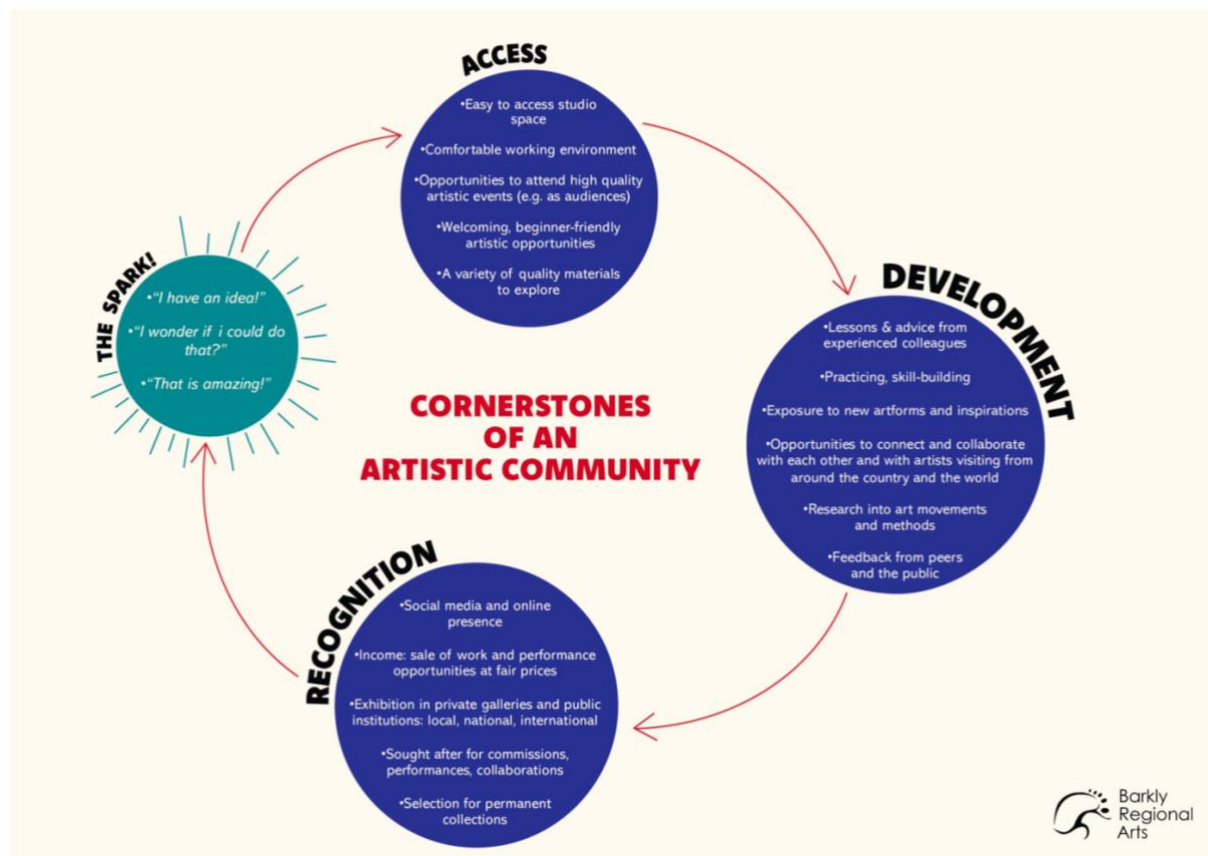 CORNERSTONES
OF AN
ARTISTIC COMMUNITY
THE SPARK!
•“I have an idea!”
•“I wonder if i could do
that?”
•“That is amazing!”
ACCESS
•Easy to access studio
space
•Comfortable working environment
•Opportunities to attend high quality
artistic events (e.g. as audiences)
•Welcoming, beginner-friendly
artistic opportunities
•A variety of quality materials
to explore
DEVELOPMENT
•Lessons & advice from
experienced colleagues
•Practicing, skill-building
•Exposure to new artforms and inspirations
•Opportunities to connect and collaborate
with each other and with artists visiting from
around the country and the world
•Research into art movements
and methods
•Feedback from peers
and the public
RECOGNITION
•Social media and online
presence
•Income: sale of work and performance
opportunities at fair prices
•Exhibition in private galleries and public
institutions: local, national, international
•Sought after for commissions,
performances, collaborations
•Selection for permanent
collections
Barkly
Regional
Arts